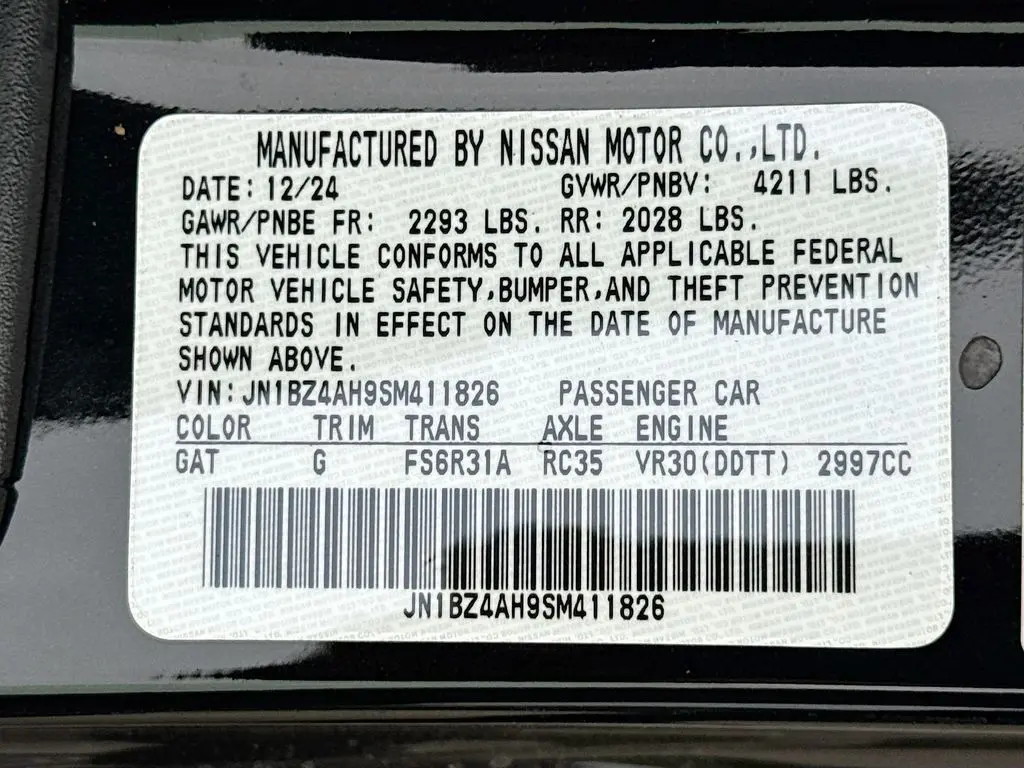 MANUFACTURED BY NISSAN MOTOR CO.,LTD.
DATE: 12/24 GVWR/PNBV: 4211 LBS.
GAWR/PNBE FR: 2293 LBS. RR: 2028 LBS.
THIS VEHICLE CONFORMS TO ALL APPLICABLE FEDERAL
MOTOR VEHICLE SAFETY,BUMPER,AND THEFT PREVENTION
STANDARDS IN EFFECT ON THE DATE OF MANUFACTURE
SHOWN ABOVE.
VIN:JN1BZ4AH9SM411826 PASSENGER CAR
COLOR TRIM TRANS AXLE ENGINE
GAT G FS6R31A RC35 VR30(DDTT) 2997CC
JN1BZ4AH9SM411826